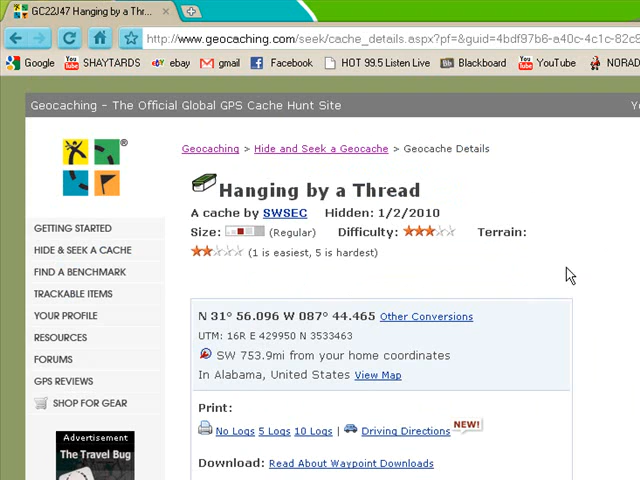 GC22J47 Hanging by a Thr...
http://www.geocaching.com/seek/cache_details.aspx?pf=&guid=4bdf97b6-a40c-4c1c-82c8
Google SHAYTARDS ebay gmail Facebook HOT 99.5 Listen Live Blackboard YouTube NORAD
Geocaching - The Official Global GPS Cache Hunt Site
Geocaching > Hide and Seek a Geocache > Geocache Details
Hanging by a Thread
A cache by SWSEC Hidden: 1/2/2010
Size: (Regular) Difficulty: Terrain:
(1 is easiest, 5 is hardest)
GETTING STARTED
HIDE & SEEK A CACHE
FIND A BENCHMARK
TRACKABLE ITEMS
YOUR PROFILE
RESOURCES
FORUMS
GPS REVIEWS
SHOP FOR GEAR
Advertisement
The Travel Bug
N 31° 56.096 W 087° 44.465 Other Conversions
UTM: 16R E 429950 N 3533463
SW 753.9mi from your home coordinates
In Alabama, United States View Map
Print:
No Logs 5 Logs 10 Logs | Driving Directions NEW!
Download: Read About Waypoint Downloads